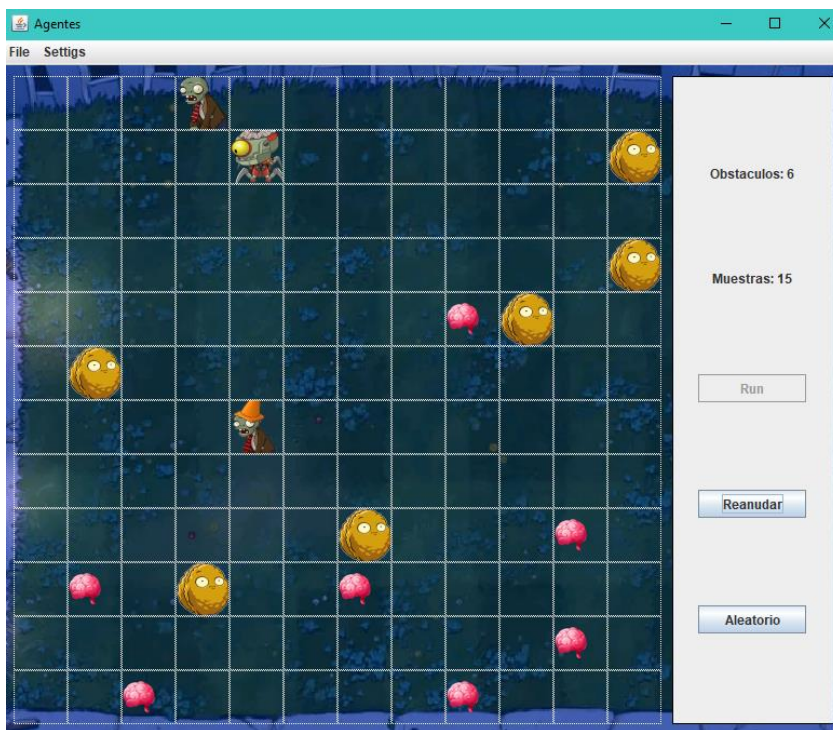 Agentes
File Settigs
Obstaculos: 6
Muestras: 15
Run
Reanudar
Aleatorio